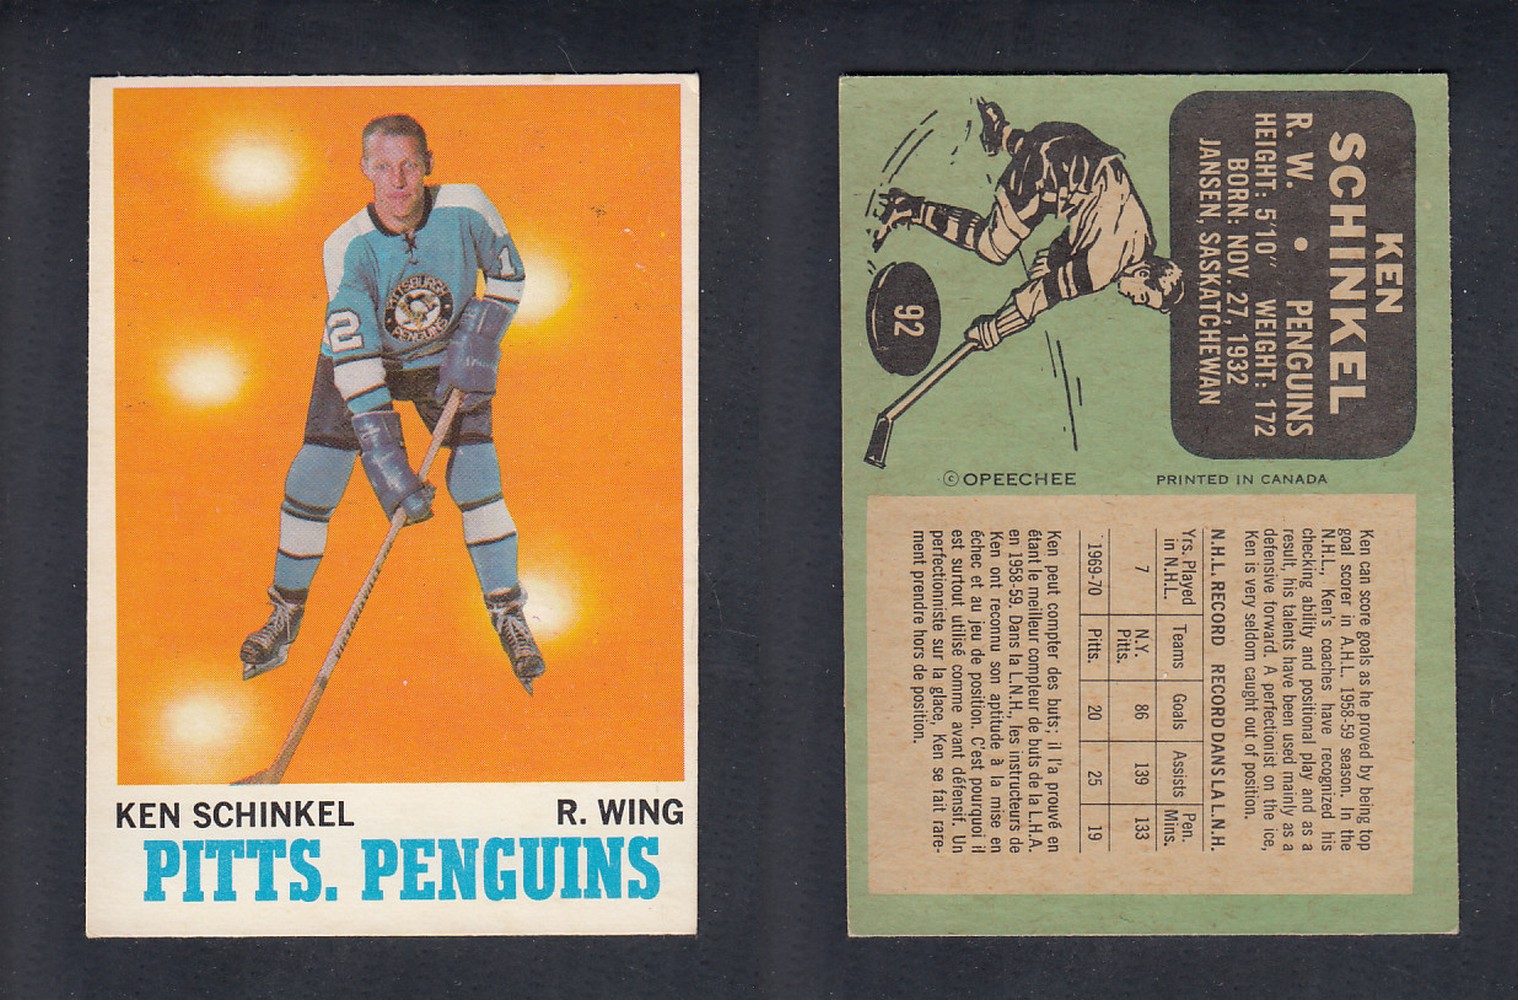 1
2
PITTSBURGH
PENGUINS
KEN SCHINKEL R. WING
PITTS. PENGUINS
KEN
SCHINKEL
R. W. • PENGUINS
HEIGHT: 5'10" WEIGHT: 172
BORN: NOV. 27, 1932
JANSEN, SASKATCHEWAN
92
© OPEECHEE PRINTED IN CANADA
Ken can score goals as he proved by being top
goal scorer in A.H.L. 1958-59 season. In the
N.H.L., Ken's coaches have recognized his
checking ability and positional play and as a
result, his talents have been used mainly as a
defensive forward. A perfectionist on the ice,
Ken is very seldom caught out of position.
N.H.L. RECORD RECORD DANS LA L.N.H.
Yrs. Played Teams Goals Assists Pen.
in N.H.L. Mins.
7 N.Y. 86 139 133
Pitts.
1969-70 Pitts. 20 25 19
Ken peut compter des buts; il l'a prouvé en
étant le meilleur compteur de buts de la L.H.A.
en 1958-59. Dans la L.N.H., les instructeurs de
Ken ont reconnu son aptitude à la mise en
échec et au jeu de position. C'est pourquoi il
est surtout utilisé comme avant défensif. Un
perfectionniste sur la glace, Ken se fait rare-
ment prendre hors de position.